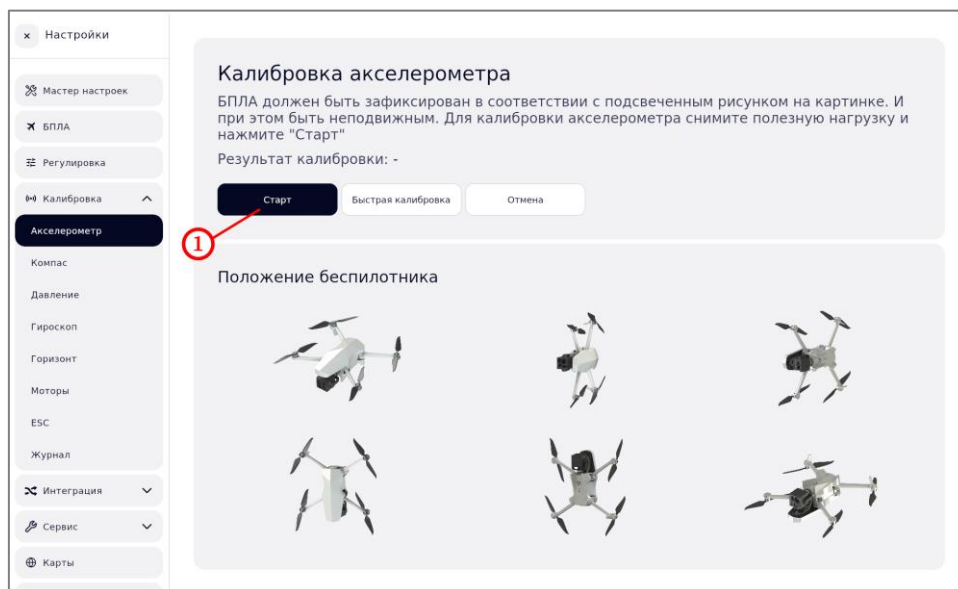 × Настройки
Мастер настроек
БПЛА
Регулировка
Калибровка
Акселерометр
Компас
Давление
Гироскоп
Горизонт
Моторы
ESC
Журнал
Интеграция
Сервис
Карты
Калибровка акселерометра
БПЛА должен быть зафиксирован в соответствии с подсвеченным рисунком на картинке. И
при этом быть неподвижным. Для калибровки акселерометра снимите полезную нагрузку и
нажмите "Старт"
Результат калибровки: -
Старт Быстрая калибровка Отмена
1
Положение беспилотника